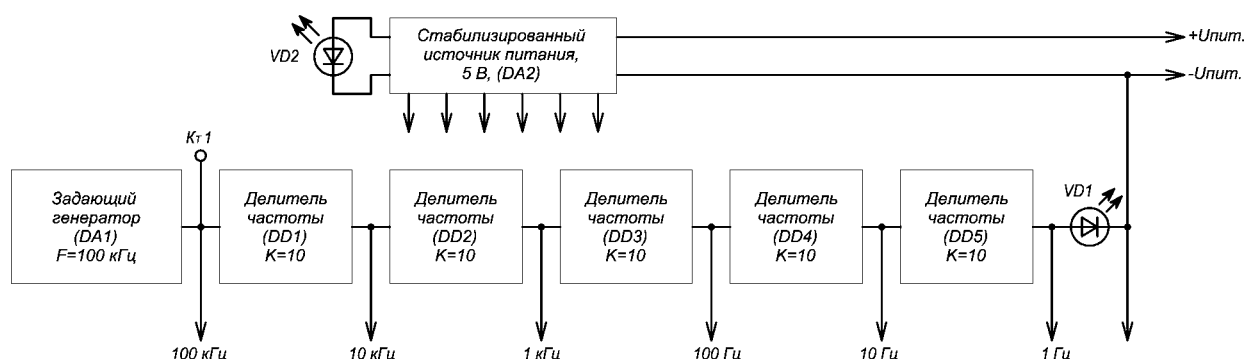 Стабилизированный
источник питания,
5 В, (DA2)
VD2
+Uпит.
-Uпит.
Кт 1
Задающий
генератор
(DA1)
F=100 кГц
Делитель
частоты
(DD1)
К=10
Делитель
частоты
(DD2)
К=10
Делитель
частоты
(DD3)
К=10
Делитель
частоты
(DD4)
К=10
Делитель
частоты
(DD5)
К=10
VD1
100 кГц
10 кГц
1 кГц
100 Гц
10 Гц
1 Гц